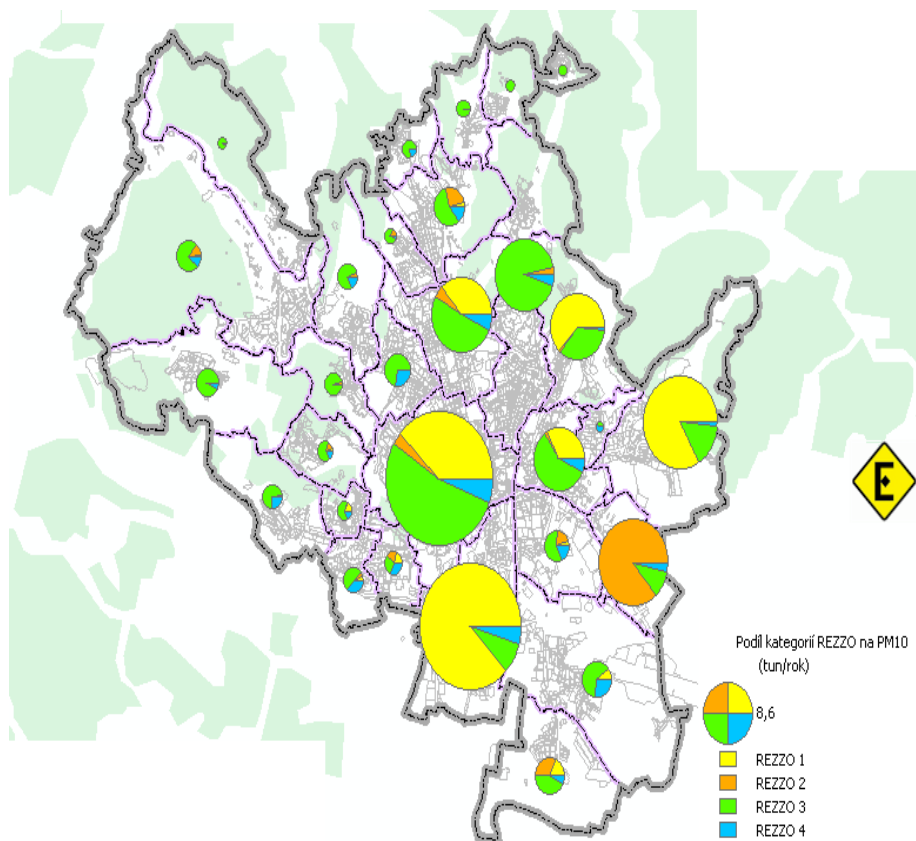 E
Podíl kategorií REZZO na PM10
(tun/rok)
8,6
REZZO 1
REZZO 2
REZZO 3
REZZO 4